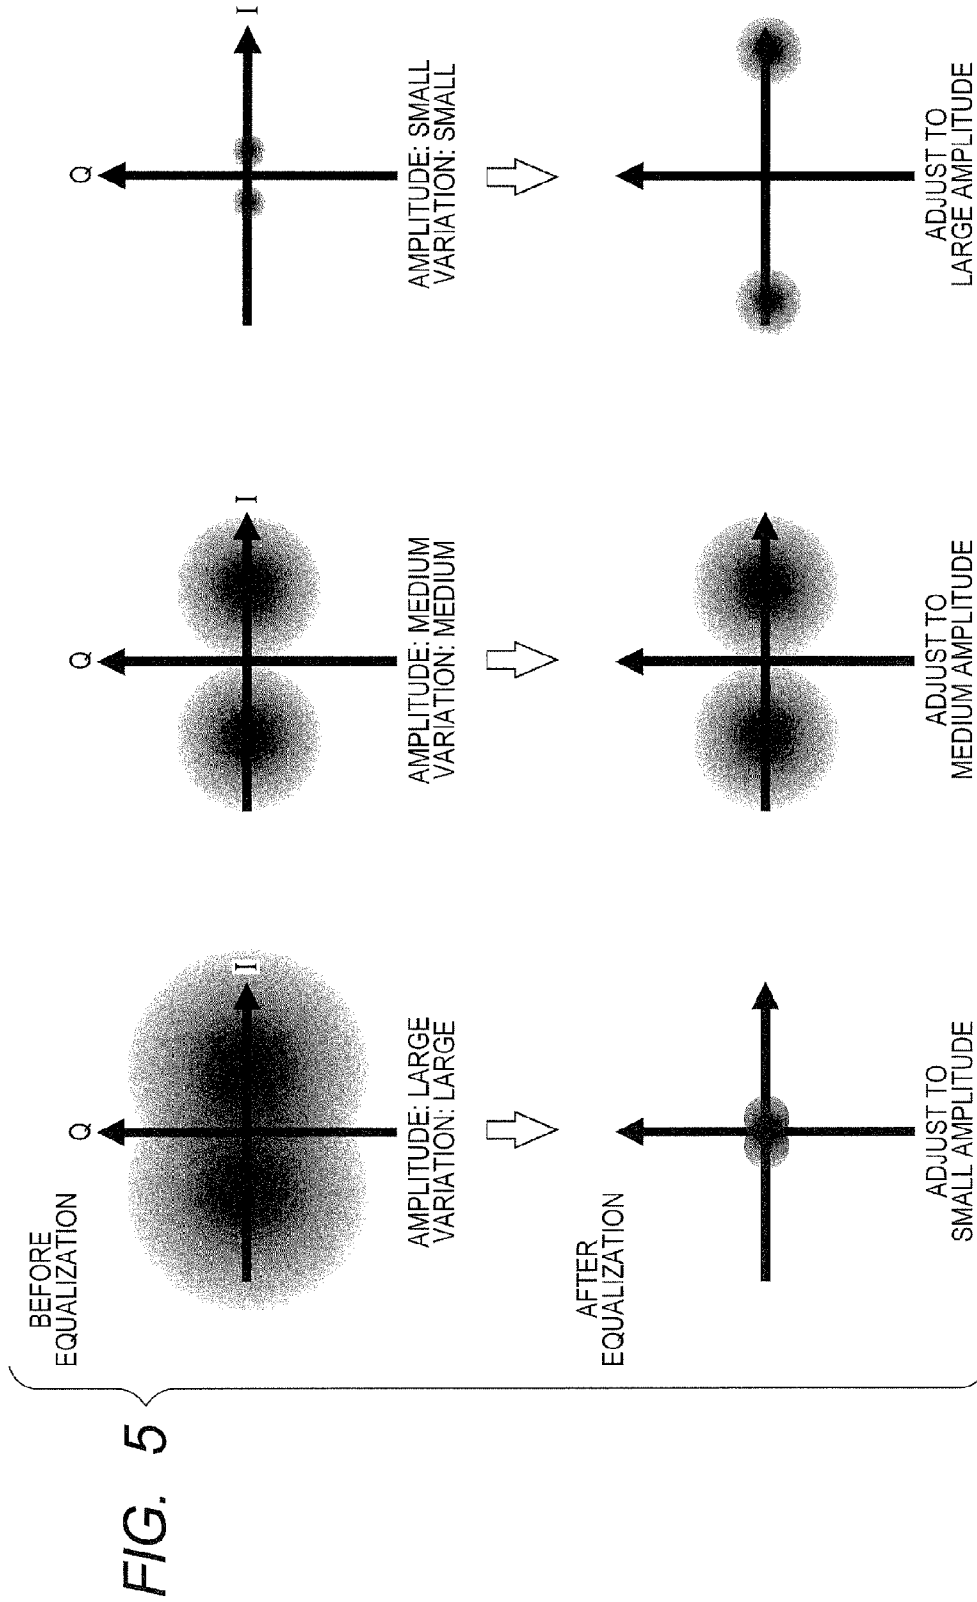 FIG. 5
BEFORE
EQUALIZATION
Q
I
AMPLITUDE: LARGE
VARIATION: LARGE
Q
I
AMPLITUDE: MEDIUM
VARIATION: MEDIUM
Q
I
AMPLITUDE: SMALL
VARIATION: SMALL
AFTER
EQUALIZATION
ADJUST TO
SMALL AMPLITUDE
ADJUST TO
MEDIUM AMPLITUDE
ADJUST TO
LARGE AMPLITUDE